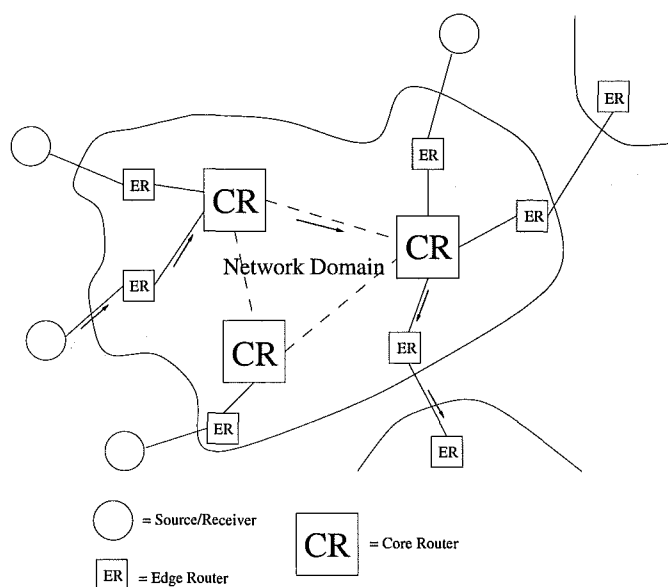 ER
ER
ER
CR
ER
CR
Network Domain
ER
CR
ER
ER
ER
= Source/Receiver
CR
= Core Router
ER
= Edge Router